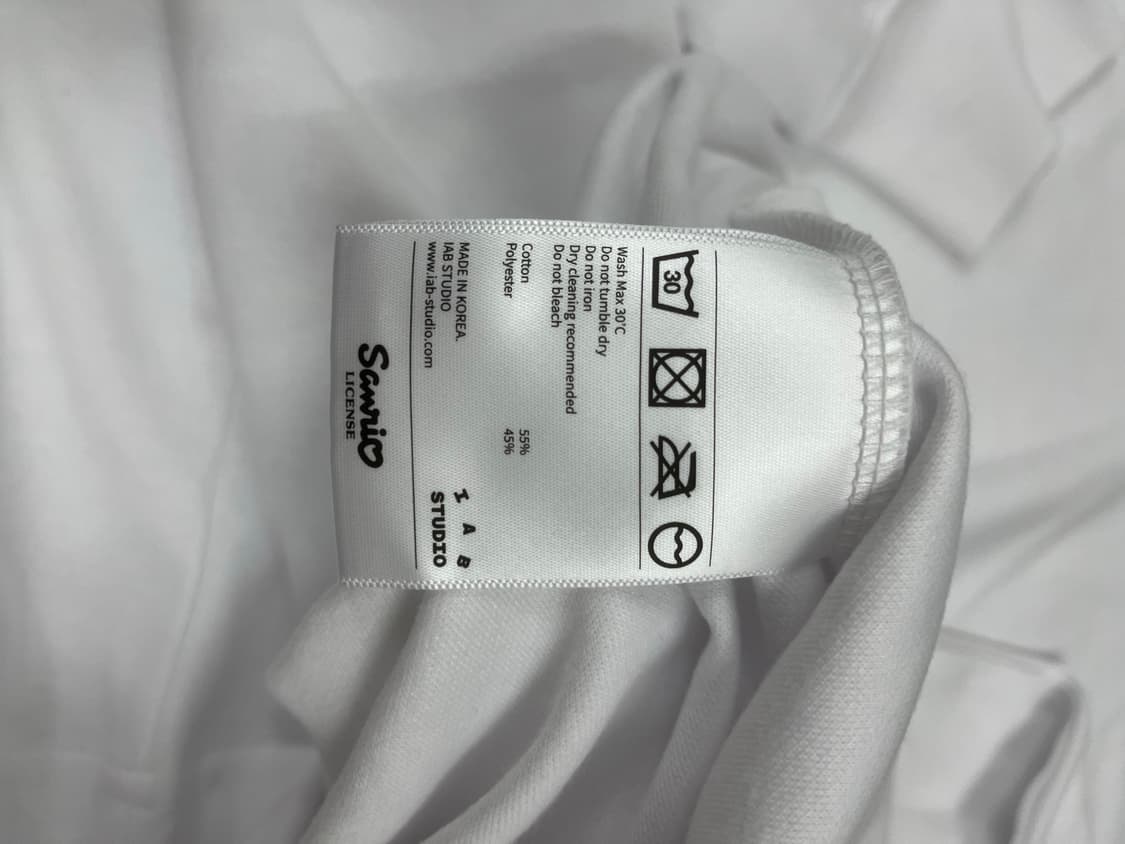 30
Wash Max 30°C
Do not tumble dry
Do not iron
Dry cleaning recommended
Do not bleach
Cotton 55%
Polyester 45%
MADE IN KOREA.
IAB STUDIO
www.iab-studio.com
I A B
STUDIO
Sanrio
LICENSE